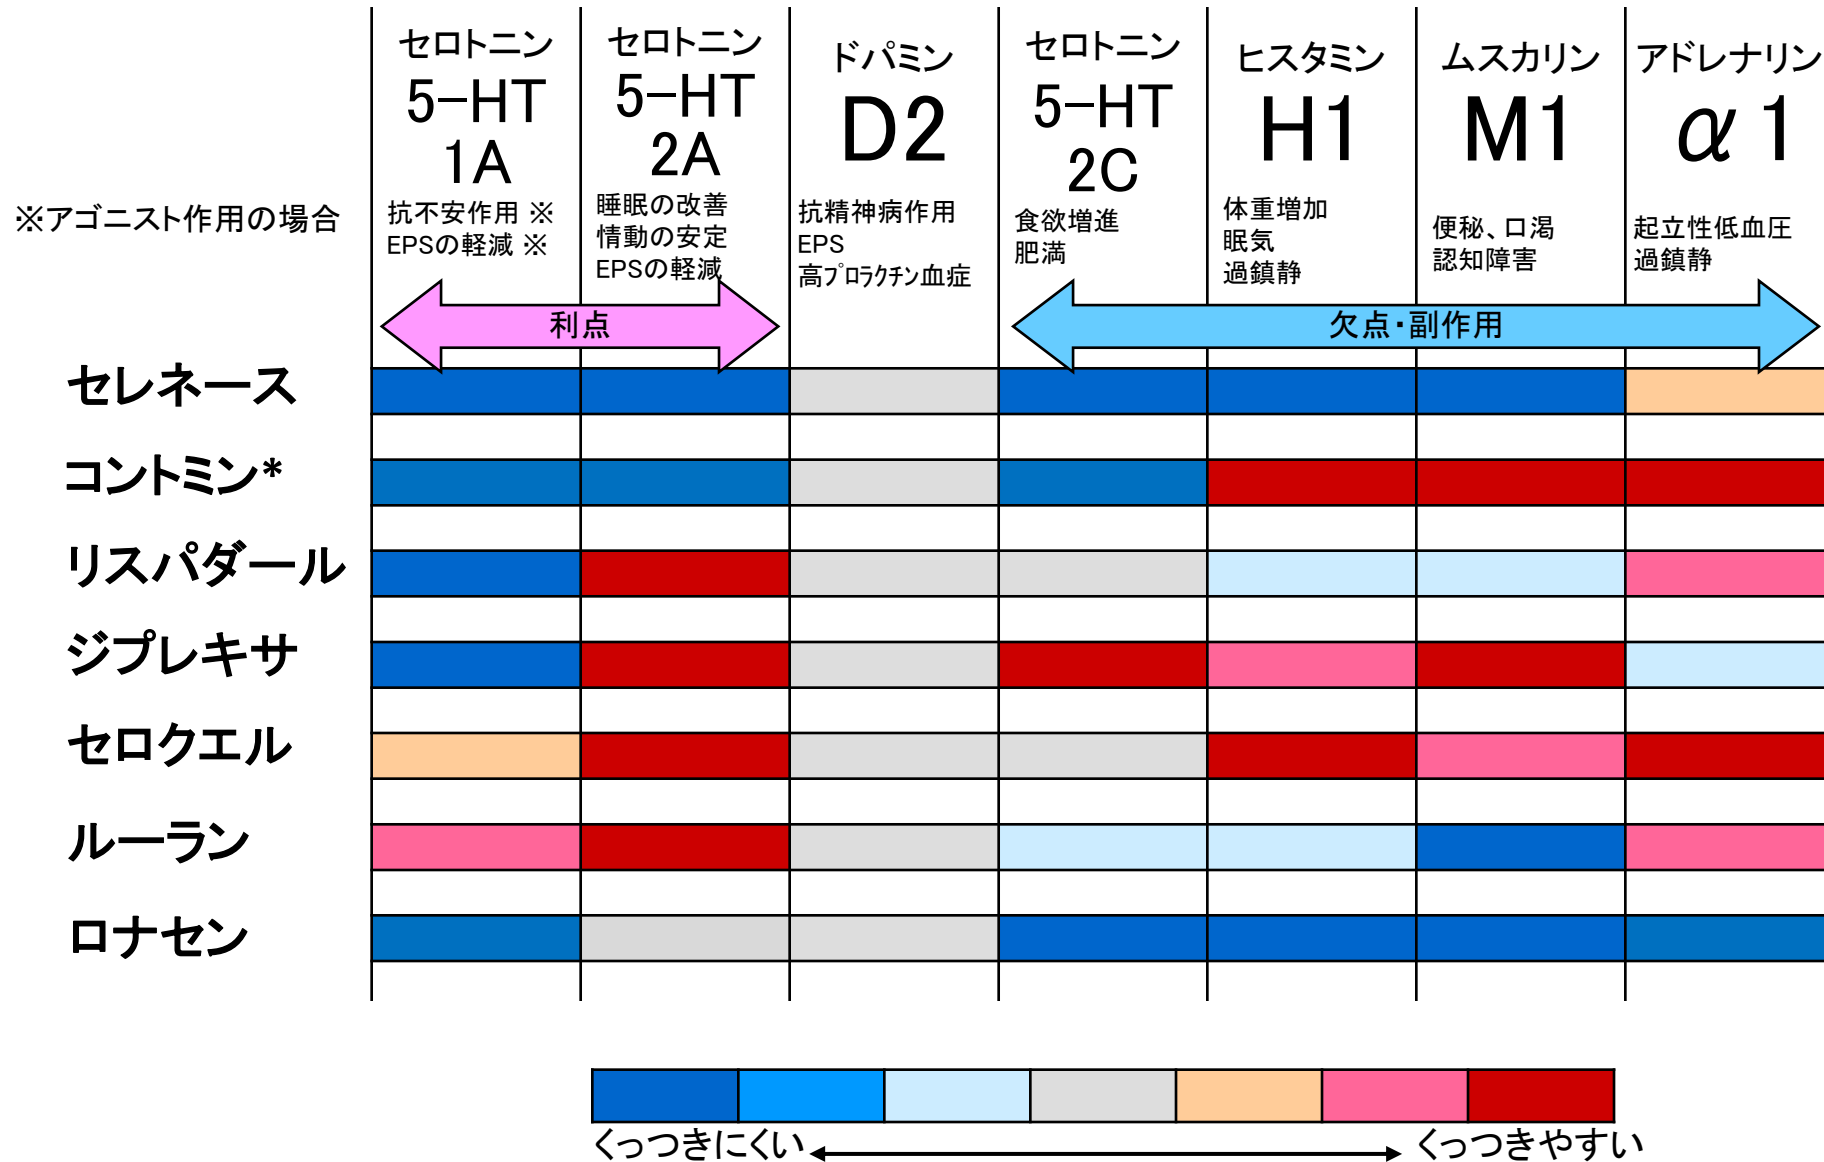 セロトニン
5-HT
1A
抗不安作用 ※
EPSの軽減 ※
セロトニン
5-HT
2A
睡眠の改善
情動の安定
EPSの軽減
ドパミン
D2
抗精神病作用
EPS
高プロラクチン血症
セロトニン
5-HT
2C
食欲増進
肥満
ヒスタミン
H1
体重増加
眠気
過鎮静
ムスカリン
M1
便秘、口渇
認知障害
アドレナリン
α1
起立性低血圧
過鎮静
※アゴニスト作用の場合
利点
欠点・副作用
セレネース
コントミン*
リスパダール
ジプレキサ
セロクエル
ルーラン
ロナセン
くっつきにくい
くっつきやすい